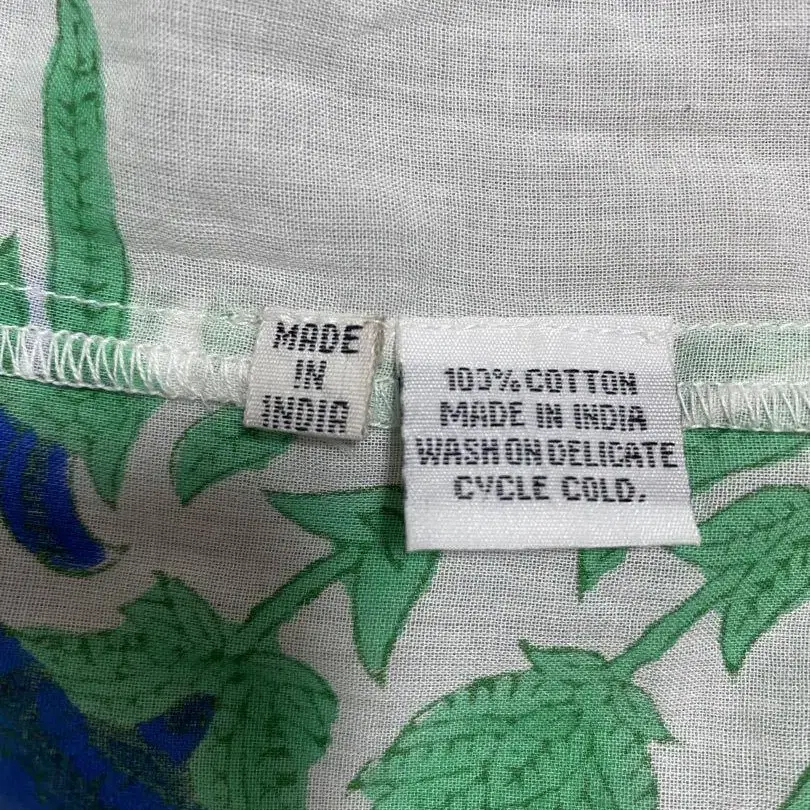 MADE
IN
INDIA
100% COTTON
MADE IN INDIA
WASH ON DELICATE
CYCLE COLD.